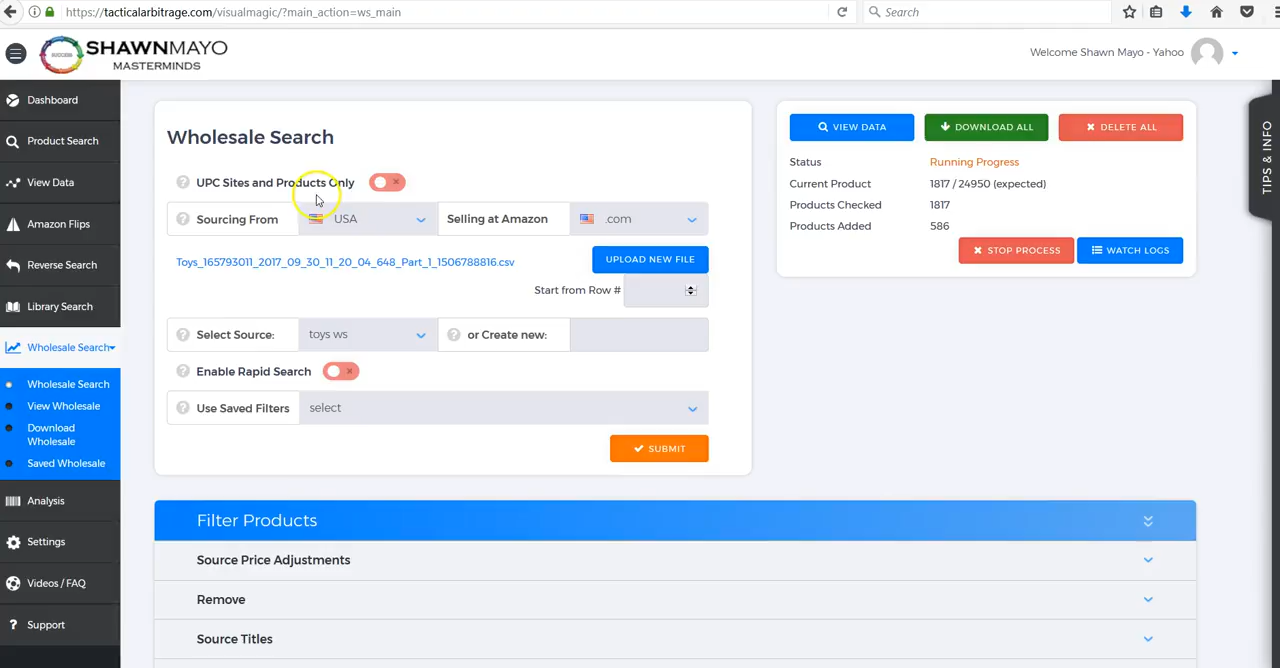 https://tacticalarbitrage.com/visualmagic/?main_action=ws_main
Search
SUCCESS
SHAWNMAYO
MASTERMINDS
Welcome Shawn Mayo - Yahoo
Dashboard
Product Search
View Data
Amazon Flips
Reverse Search
Library Search
Wholesale Search
Wholesale Search
View Wholesale
Download
Wholesale
Saved Wholesale
Analysis
Settings
Videos / FAQ
Support
Wholesale Search
UPC Sites and Products Only
Sourcing From USA Selling at Amazon .com
Toys_165793011_2017_09_30_11_20_04_648_Part_1_1506788816.csv UPLOAD NEW FILE
Start from Row #
Select Source: toys ws or Create new:
Enable Rapid Search
Use Saved Filters select
SUBMIT
VIEW DATA DOWNLOAD ALL DELETE ALL
Status Running Progress
Current Product 1817 / 24950 (expected)
Products Checked 1817
Products Added 586
STOP PROCESS WATCH LOGS
TIPS & INFO
Filter Products
Source Price Adjustments
Remove
Source Titles